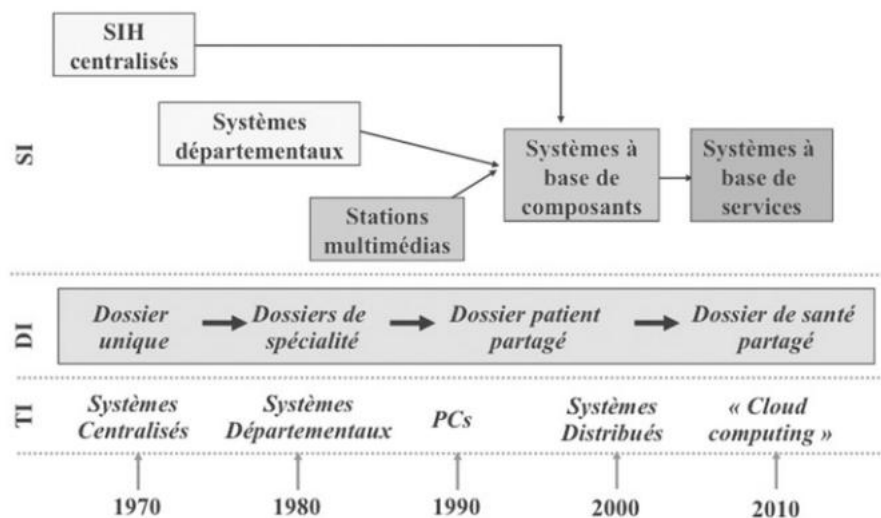 SIH
centralisés
Systèmes
départementaux
Stations
multimédias
Systèmes à
base de
composants
Systèmes à
base de
services
SI
DI
Dossier
unique
Dossiers de
spécialité
Dossier patient
partagé
Dossier de santé
partagé
TI
Systèmes
Centralisés
Systèmes
Départementaux
PCs
Systèmes
Distribués
« Cloud
computing »
1970
1980
1990
2000
2010